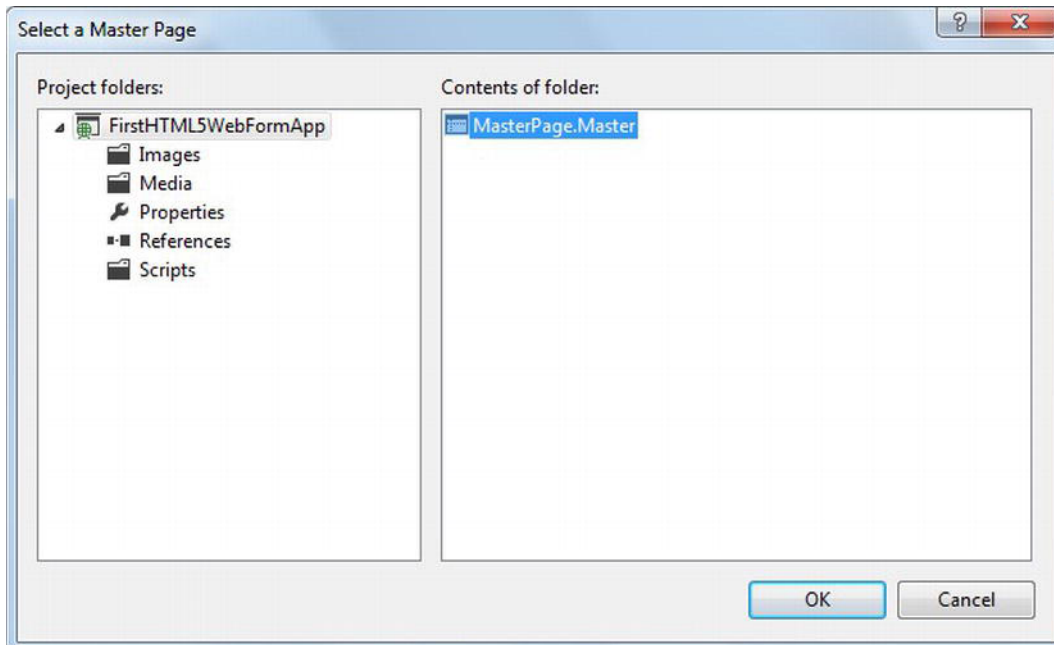 Select a Master Page
Project folders:
FirstHTML5WebFormApp
Images
Media
Properties
References
Scripts
Contents of folder:
MasterPage.Master
OK
Cancel